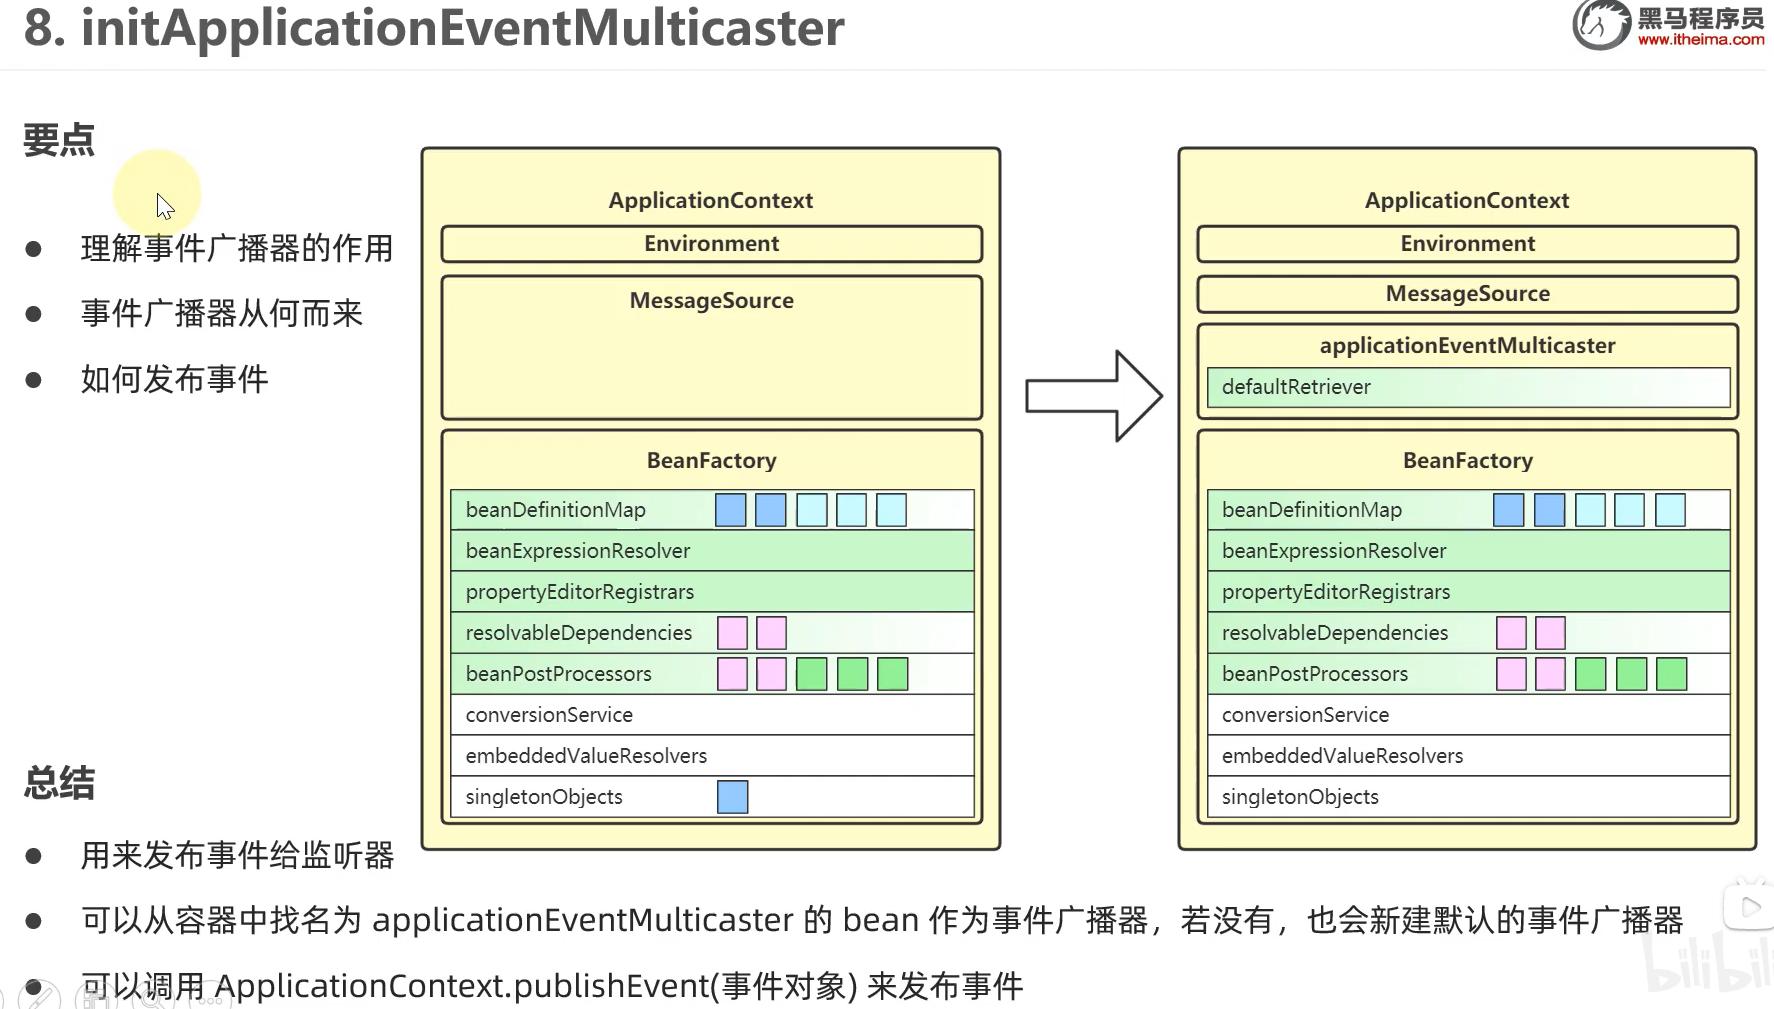 8. initApplicationEventMulticaster
黑马程序员
www.itheima.com
要点
理解事件广播器的作用
事件广播器从何而来
如何发布事件
ApplicationContext
Environment
MessageSource
BeanFactory
beanDefinitionMap
beanExpressionResolver
propertyEditorRegistrars
resolvableDependencies
beanPostProcessors
conversionService
embeddedValueResolvers
singletonObjects
ApplicationContext
Environment
MessageSource
applicationEventMulticaster
defaultRetriever
BeanFactory
beanDefinitionMap
beanExpressionResolver
propertyEditorRegistrars
resolvableDependencies
beanPostProcessors
conversionService
embeddedValueResolvers
singletonObjects
总结
用来发布事件给监听器
可以从容器中找名为 applicationEventMulticaster 的 bean 作为事件广播器，若没有，也会新建默认的事件广播器
可以调用 ApplicationContext.publishEvent(事件对象) 来发布事件
bilibili